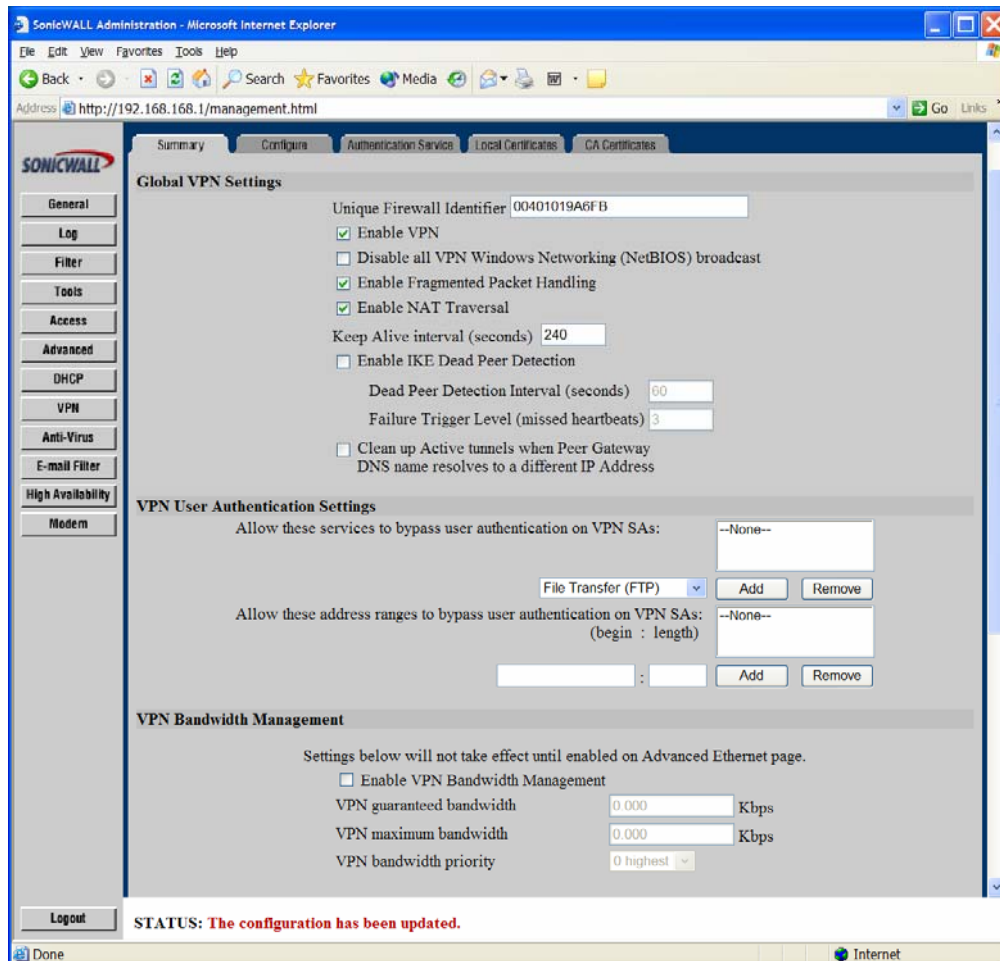 SonicWALL Administration - Microsoft Internet Explorer
File Edit View Favorites Tools Help
Back Search Favorites Media
Address http://192.168.168.1/management.html Go Links
SONICWALL
Summary Configure Authentication Service Local Certificates CA Certificates
General
Log
Filter
Tools
Access
Advanced
DHCP
VPN
Anti-Virus
E-mail Filter
High Availability
Modem
Logout
Global VPN Settings
Unique Firewall Identifier 00401019A6FB
Enable VPN
Disable all VPN Windows Networking (NetBIOS) broadcast
Enable Fragmented Packet Handling
Enable NAT Traversal
Keep Alive interval (seconds) 240
Enable IKE Dead Peer Detection
Dead Peer Detection Interval (seconds) 60
Failure Trigger Level (missed heartbeats) 3
Clean up Active tunnels when Peer Gateway
DNS name resolves to a different IP Address
VPN User Authentication Settings
Allow these services to bypass user authentication on VPN SAs: --None--
File Transfer (FTP) Add Remove
Allow these address ranges to bypass user authentication on VPN SAs: --None--
(begin : length)
: Add Remove
VPN Bandwidth Management
Settings below will not take effect until enabled on Advanced Ethernet page.
Enable VPN Bandwidth Management
VPN guaranteed bandwidth 0.000 Kbps
VPN maximum bandwidth 0.000 Kbps
VPN bandwidth priority 0 highest
STATUS: The configuration has been updated.
Done Internet